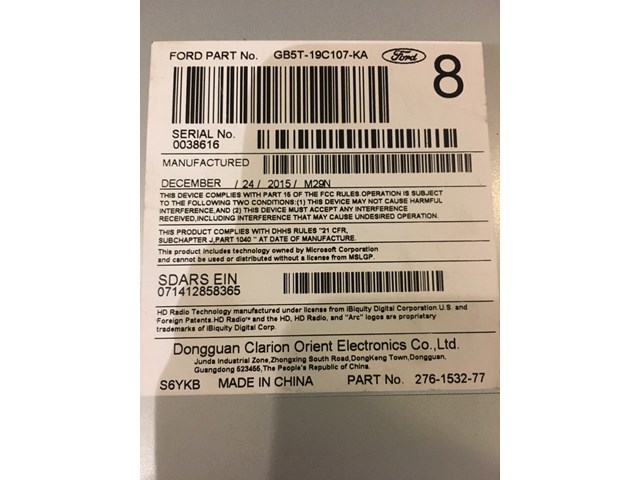 FORD PART No. GB5T-19C107-KA Ford 8
SERIAL No.
0038616
MANUFACTURED
DECEMBER / 24 / 2015 / M29N
THIS DEVICE COMPLIES WITH PART 15 OF THE FCC RULES.OPERATION IS SUBJECT
TO THE FOLLOWING TWO CONDITIONS:(1) THIS DEVICE MAY NOT CAUSE HARMFUL
INTERFERENCE,AND (2) THIS DEVICE MUST ACCEPT ANY INTERFERENCE
RECEIVED,INCLUDING INTERFERENCE THAT MAY CAUSE UNDESIRED OPERATION.
THIS PRODUCT COMPLIES WITH DHHS RULES "21 CFR,
SUBCHAPTER J,PART 1040" AT DATE OF MANUFACTURE.
This product includes technology owned by Microsoft Corporation
and cannot be used or distributed without a license from MSLGP.
SDARS EIN
071412858365
HD Radio Technology manufactured under license from iBiquity Digital Corporation.U.S. and
Foreign Patents.HD Radio™ and the HD, HD Radio, and "Arc" logos are proprietary
trademarks of iBiquity Digital Corp.
Dongguan Clarion Orient Electronics Co.,Ltd.
Junda Industrial Zone,Zhongxing South Road,DongKeng Town,Dongguan,
Guangdong 523455,The People's Republic of China.
S6YKB MADE IN CHINA PART No. 276-1532-77